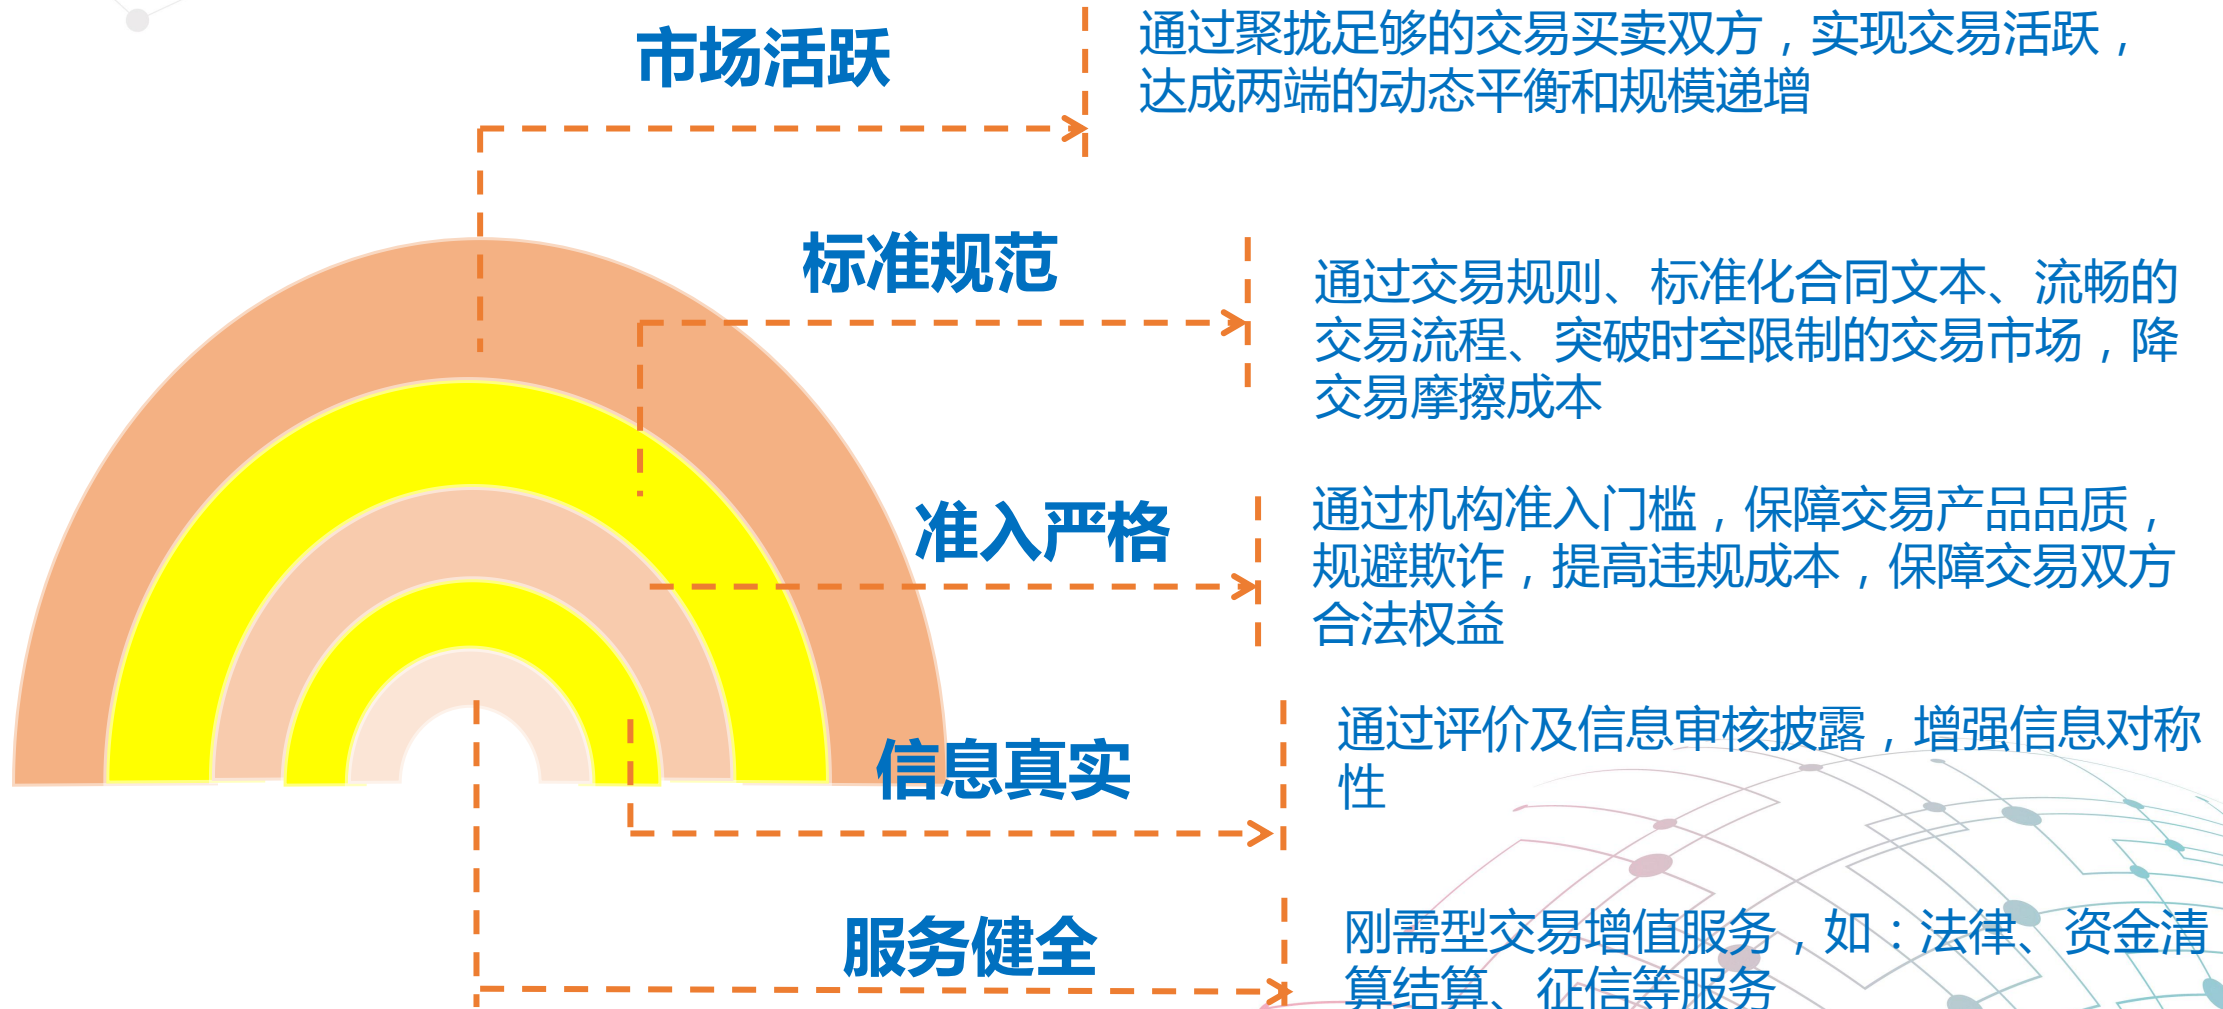 市场活跃
通过聚拢足够的交易买卖双方，实现交易活跃，
达成两端的动态平衡和规模递增
标准规范
通过交易规则、标准化合同文本、流畅的
交易流程、突破时空限制的交易市场，降
交易摩擦成本
准入严格
通过机构准入门槛，保障交易产品品质，
规避欺诈，提高违规成本，保障交易双方
合法权益
信息真实
通过评价及信息审核披露，增强信息对称
性
服务健全
刚需型交易增值服务，如：法律、资金清
算结算、征信等服务